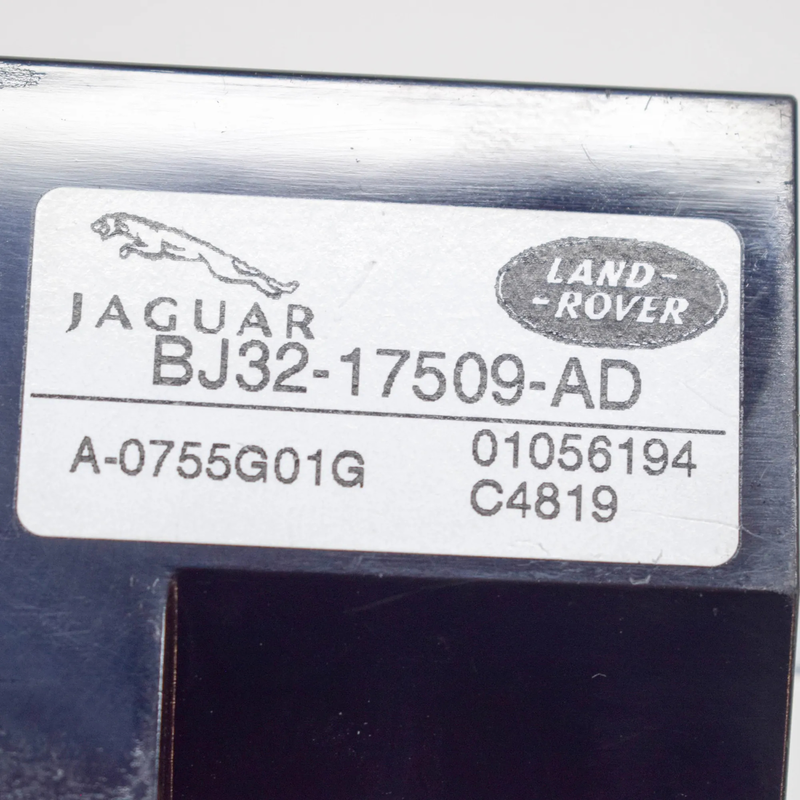 JAGUAR
LAND-
-ROVER
BJ32-17509-AD
A-0755G01G
01056194
C4819